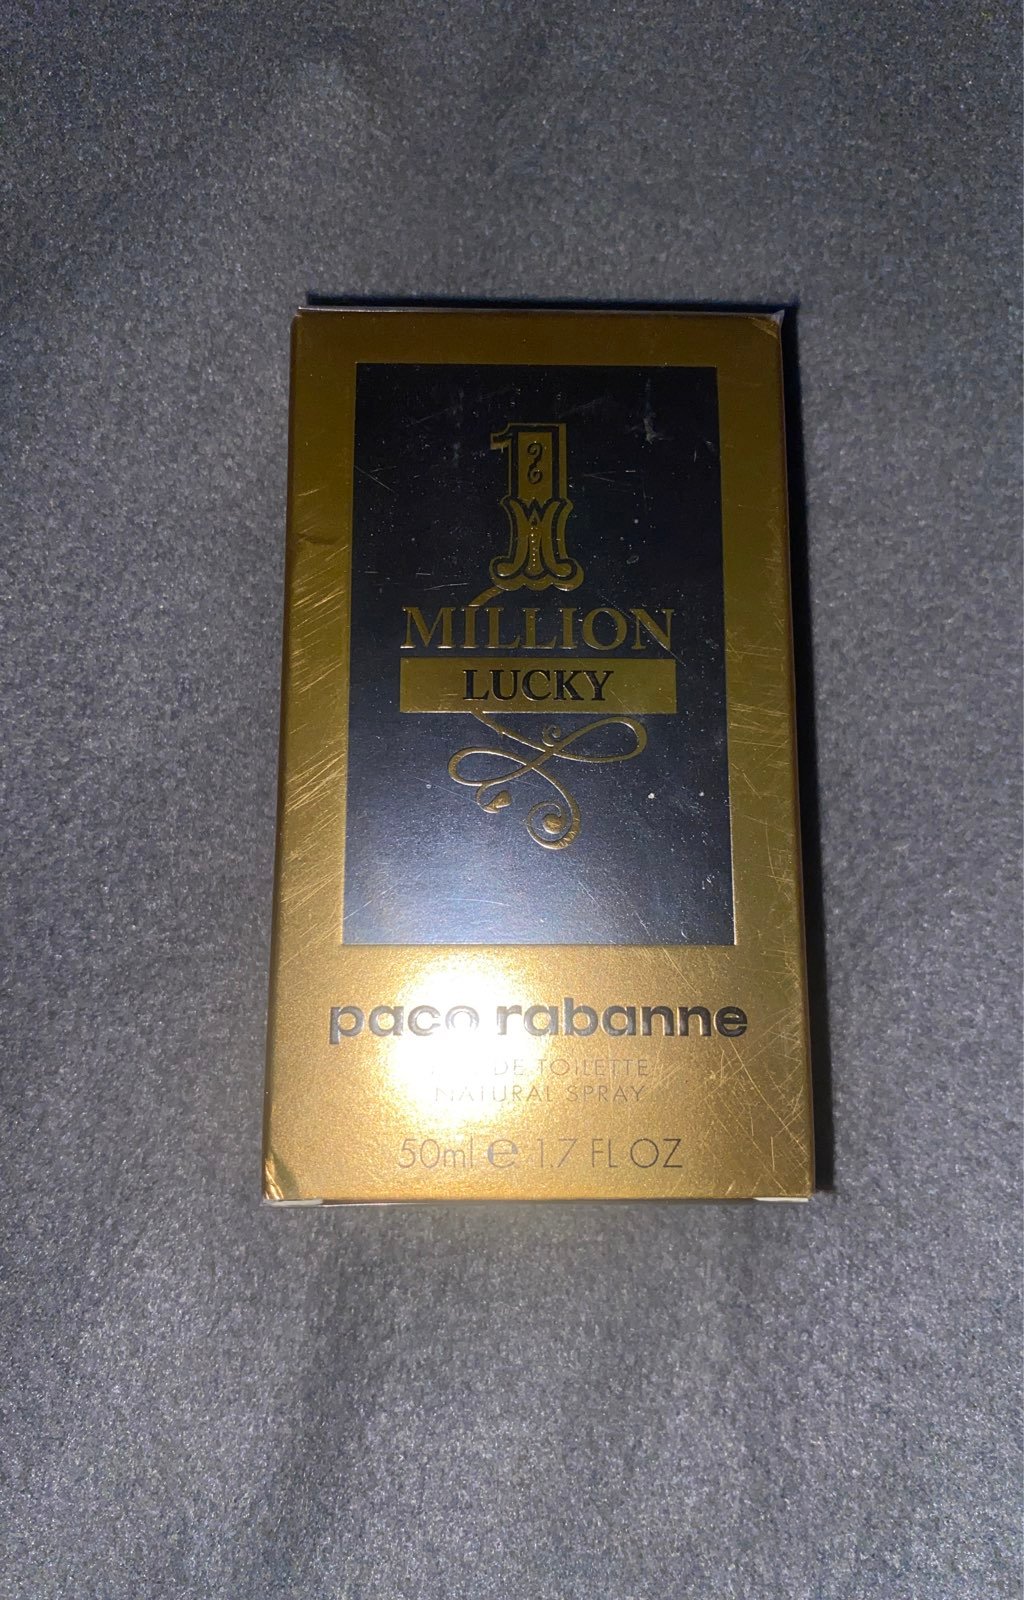 1
MILLION
LUCKY
paco rabanne
DE TOILETTE
NATURAL SPRAY
50ml e 1.7 FL OZ